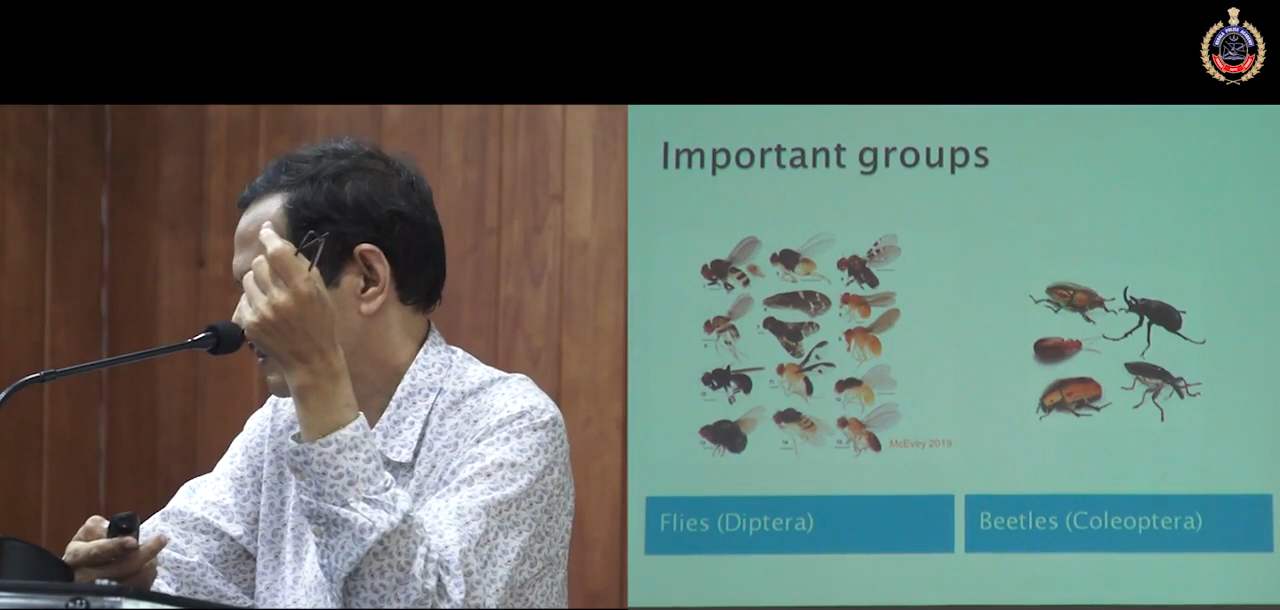 Important groups
McEvey 2019
Flies (Diptera)
Beetles (Coleoptera)